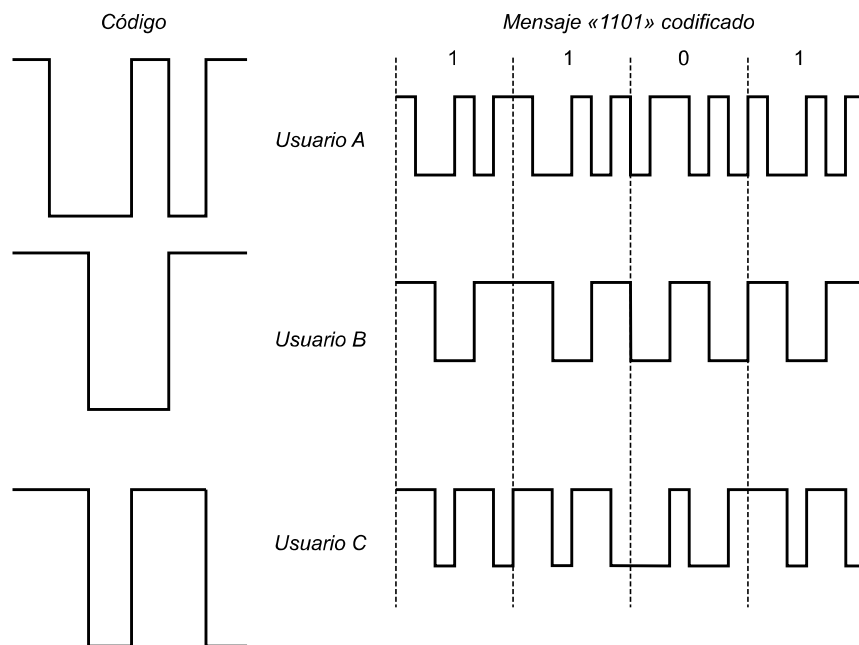 Código
Mensaje «1101» codificado
1 1 0 1
Usuario A
Usuario B
Usuario C